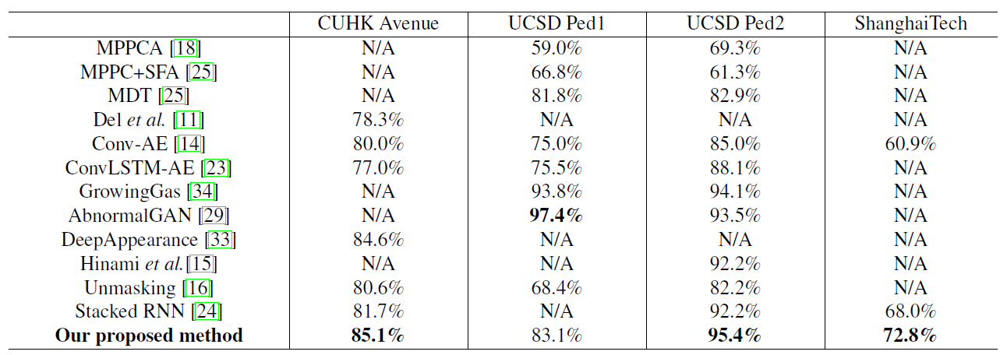 CUHK Avenue UCSD Ped1 UCSD Ped2 ShanghaiTech
MPPCA [18] N/A 59.0% 69.3% N/A
MPPC+SFA [25] N/A 66.8% 61.3% N/A
MDT [25] N/A 81.8% 82.9% N/A
Del et al. [11] 78.3% N/A N/A N/A
Conv-AE [14] 80.0% 75.0% 85.0% 60.9%
ConvLSTM-AE [23] 77.0% 75.5% 88.1% N/A
GrowingGas [34] N/A 93.8% 94.1% N/A
AbnormalGAN [29] N/A 97.4% 93.5% N/A
DeepAppearance [33] 84.6% N/A N/A N/A
Hinami et al.[15] N/A N/A 92.2% N/A
Unmasking [16] 80.6% 68.4% 82.2% N/A
Stacked RNN [24] 81.7% N/A 92.2% 68.0%
Our proposed method 85.1% 83.1% 95.4% 72.8%